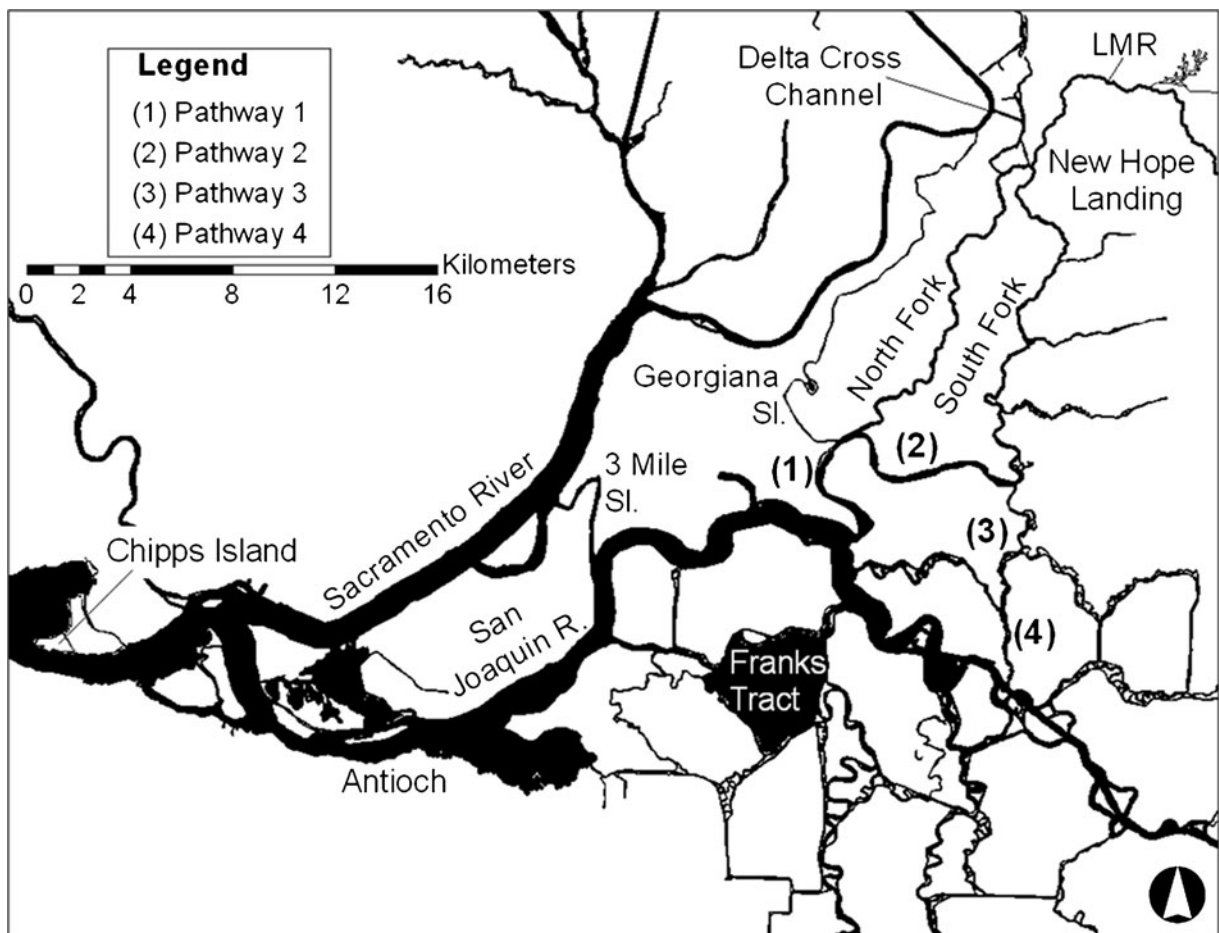 Legend
(1) Pathway 1
(2) Pathway 2
(3) Pathway 3
(4) Pathway 4
Kilometers
0 2 4 8 12 16
Delta Cross
Channel
LMR
New Hope
Landing
North Fork
South Fork
Georgiana
Sl.
(1)
(2)
(3)
(4)
3 Mile
Sl.
Sacramento River
Chipps Island
San
Joaquin R.
Franks
Tract
Antioch